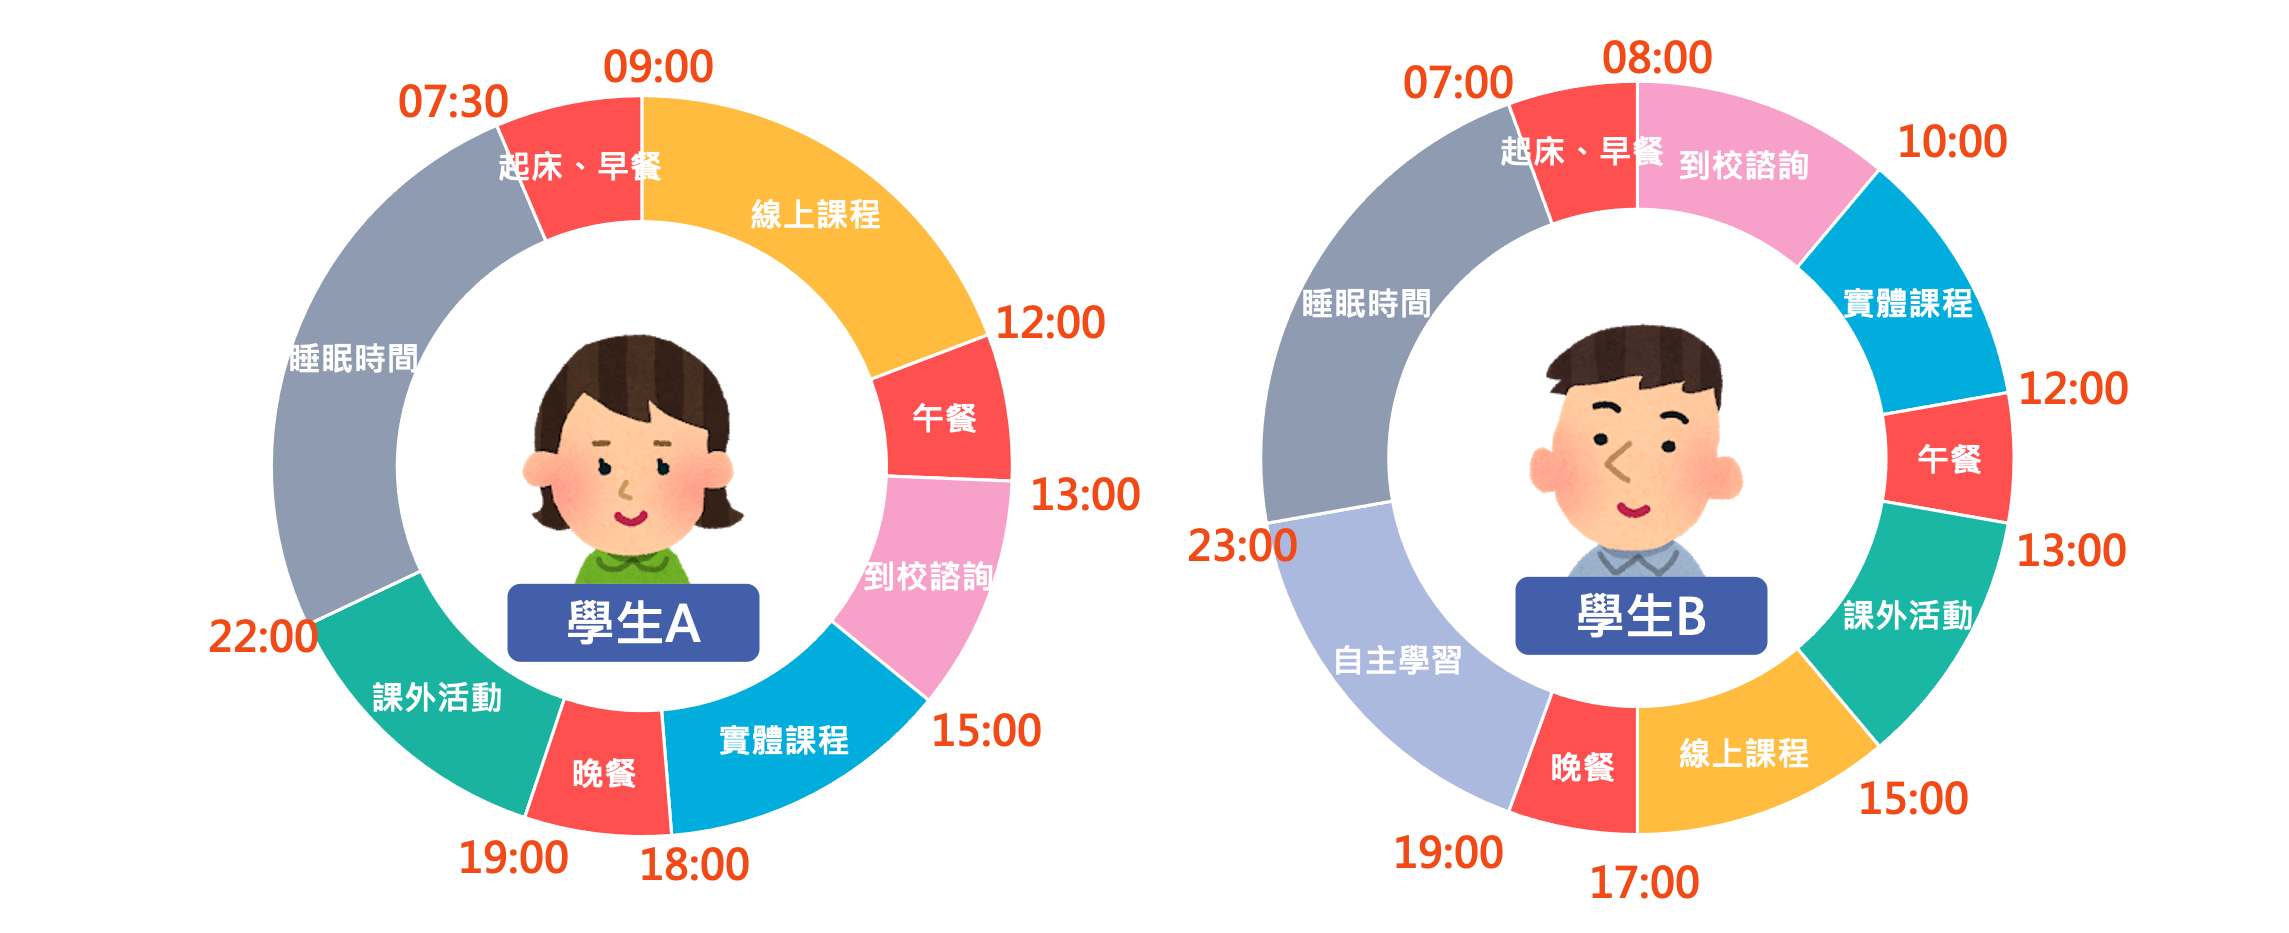 09:00
07:30
起床、早餐
線上課程
12:00
午餐
睡眠時間
13:00
到校諮詢
學生A
22:00
課外活動
15:00
實體課程
晚餐
19:00
18:00
08:00
07:00
起床、早餐
到校諮詢
10:00
睡眠時間
實體課程
12:00
午餐
23:00
13:00
學生B
課外活動
自主學習
線上課程
晚餐
15:00
19:00
17:00